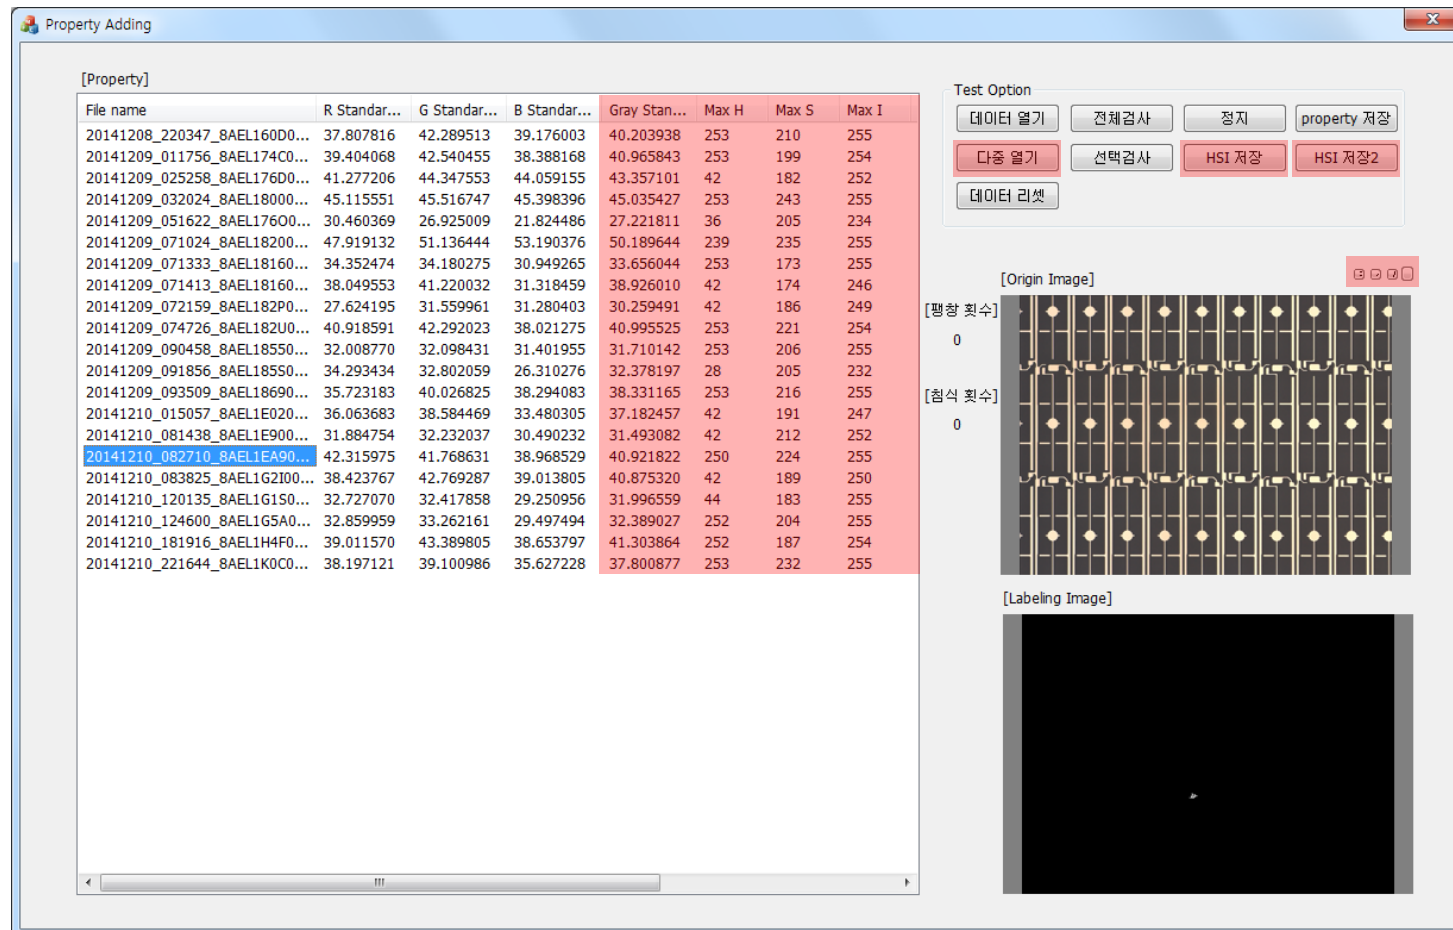 Property Adding
[Property]
File name R Standar... G Standar... B Standar... Gray Stan... Max H Max S Max I
20141208_220347_8AEL160D0... 37.807816 42.289513 39.176003 40.203938 253 210 255
20141209_011756_8AEL174C0... 39.404068 42.540455 38.388168 40.965843 253 199 254
20141209_025258_8AEL176D0... 41.277206 44.347553 44.059155 43.357101 42 182 252
20141209_032024_8AEL18000... 45.115551 45.516747 45.398396 45.035427 253 243 255
20141209_051622_8AEL176O0... 30.460369 26.925009 21.824486 27.221811 36 205 234
20141209_071024_8AEL18200... 47.919132 51.136444 53.190376 50.189644 239 235 255
20141209_071333_8AEL18160... 34.352474 34.180275 30.949265 33.656044 253 173 255
20141209_071413_8AEL18160... 38.049553 41.220032 31.318459 38.926010 42 174 246
20141209_072159_8AEL182P0... 27.624195 31.559961 31.280403 30.259491 42 186 249
20141209_074726_8AEL182U0... 40.918591 42.292023 38.021275 40.995525 253 221 254
20141209_090458_8AEL18550... 32.008770 32.098431 31.401955 31.710142 253 206 255
20141209_091856_8AEL185S0... 34.293434 32.802059 26.310276 32.378197 28 205 232
20141209_093509_8AEL18690... 35.723183 40.026825 38.294083 38.331165 253 216 255
20141210_015057_8AEL1E020... 36.063683 38.584469 33.480305 37.182457 42 191 247
20141210_081438_8AEL1E900... 31.884754 32.232037 30.490232 31.493082 42 212 252
20141210_082710_8AEL1EA90... 42.315975 41.768631 38.968529 40.921822 250 224 255
20141210_083825_8AEL1G2I00... 38.423767 42.769287 39.013805 40.875320 42 189 250
20141210_120135_8AEL1G1S0... 32.727070 32.417858 29.250956 31.996559 44 183 255
20141210_124600_8AEL1G5A0... 32.859959 33.262161 29.497494 32.389027 252 204 255
20141210_181916_8AEL1H4F0... 39.011570 43.389805 38.653797 41.303864 252 187 254
20141210_221644_8AEL1K0C0... 38.197121 39.100986 35.627228 37.800877 253 232 255
Test Option
데이터 열기 전체검사 정지 property 저장
다중 열기 선택검사 HSI 저장 HSI 저장2
데이터 리셋
[Origin Image]
[팽창 횟수]
0
[침식 횟수]
0
[Labeling Image]